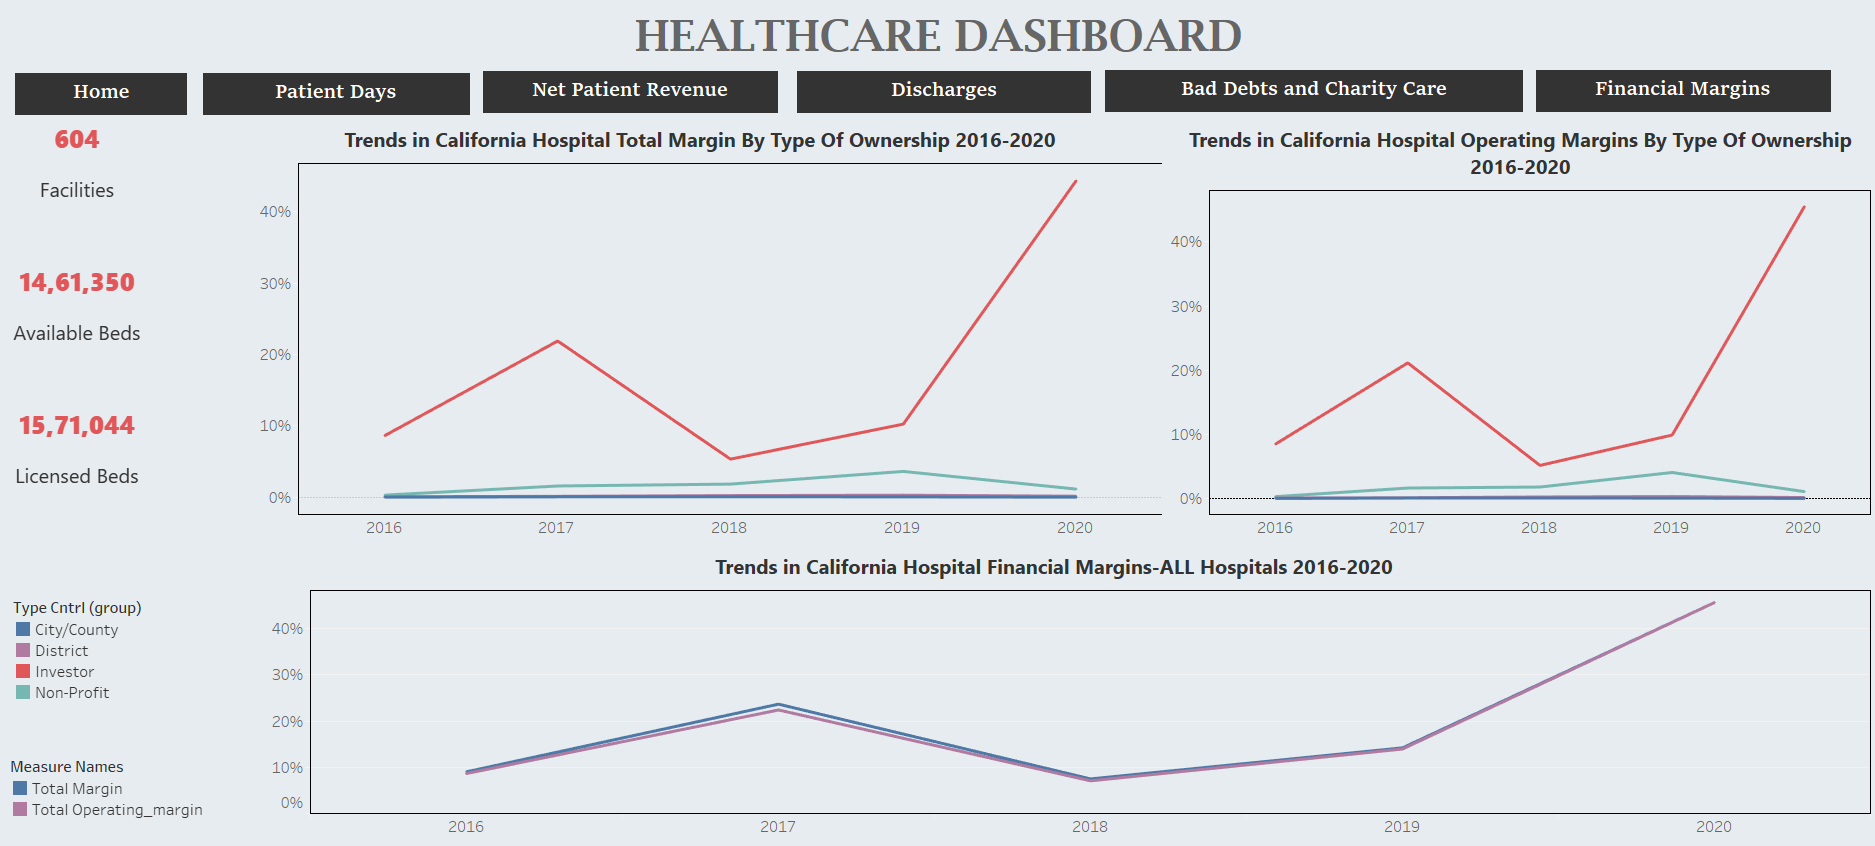 HEALTHCARE DASHBOARD
Home
Patient Days
Net Patient Revenue
Discharges
Bad Debts and Charity Care
Financial Margins
604
Facilities
14,61,350
Available Beds
15,71,044
Licensed Beds
Trends in California Hospital Total Margin By Type Of Ownership 2016-2020
40%
30%
20%
10%
0%
2016
2017
2018
2019
2020
Trends in California Hospital Operating Margins By Type Of Ownership
2016-2020
40%
30%
20%
10%
0%
2016
2017
2018
2019
2020
Trends in California Hospital Financial Margins-ALL Hospitals 2016-2020
40%
30%
20%
10%
0%
2016
2017
2018
2019
2020
Type Cntrl (group)
City/County
District
Investor
Non-Profit
Measure Names
Total Margin
Total Operating_margin